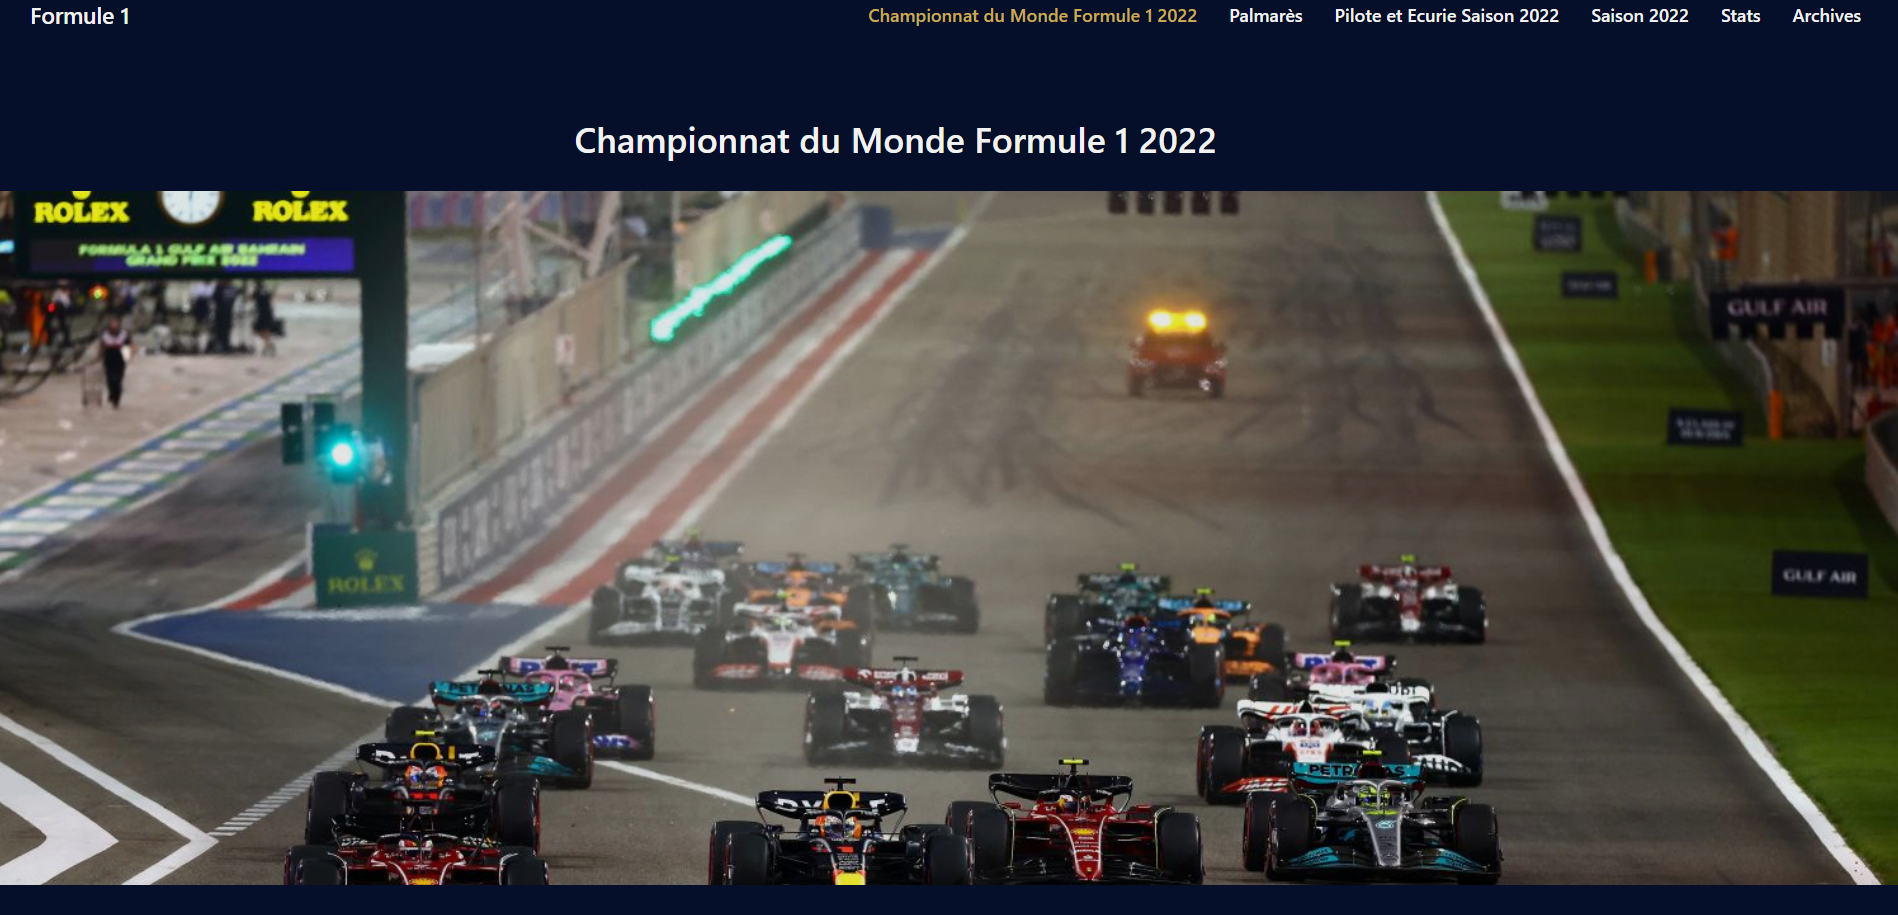 Formule 1
Championnat du Monde Formule 1 2022
Palmarès
Pilote et Ecurie Saison 2022
Saison 2022
Stats
Archives
Championnat du Monde Formule 1 2022
ROLEX
ROLEX
FORMULA 1 GULF AIR BAHRAIN
GRAND PRIX 2022
GULF AIR
ROLEX
GULF AIR
PETRONAS
PETRONAS